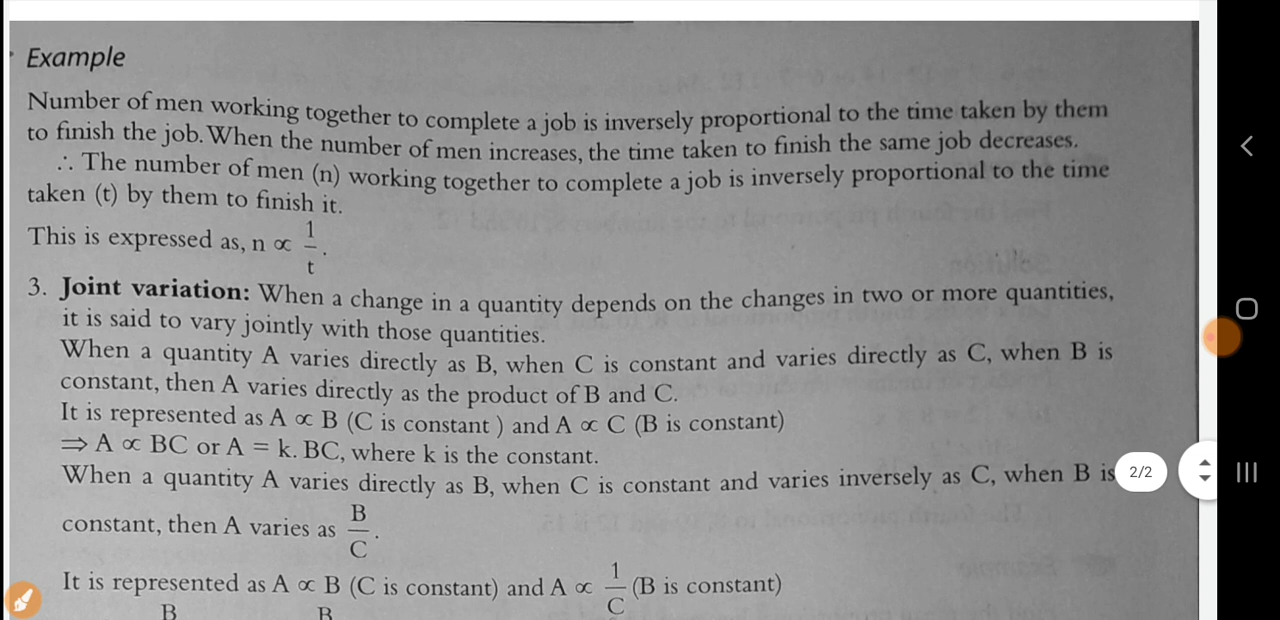 Example
Number of men working together to complete a job is inversely proportional to the time taken by them
to finish the job. When the number of men increases, the time taken to finish the same job decreases.
∴ The number of men (n) working together to complete a job is inversely proportional to the time
taken (t) by them to finish it.
This is expressed as, n ∝ 1/t.
3. Joint variation: When a change in a quantity depends on the changes in two or more quantities,
it is said to vary jointly with those quantities.
When a quantity A varies directly as B, when C is constant and varies directly as C, when B is
constant, then A varies directly as the product of B and C.
It is represented as A ∝ B (C is constant ) and A ∝ C (B is constant)
⇒ A ∝ BC or A = k. BC, where k is the constant.
When a quantity A varies directly as B, when C is constant and varies inversely as C, when B is
2/2
constant, then A varies as B/C.
It is represented as A ∝ B (C is constant) and A ∝ 1/C (B is constant)
B B